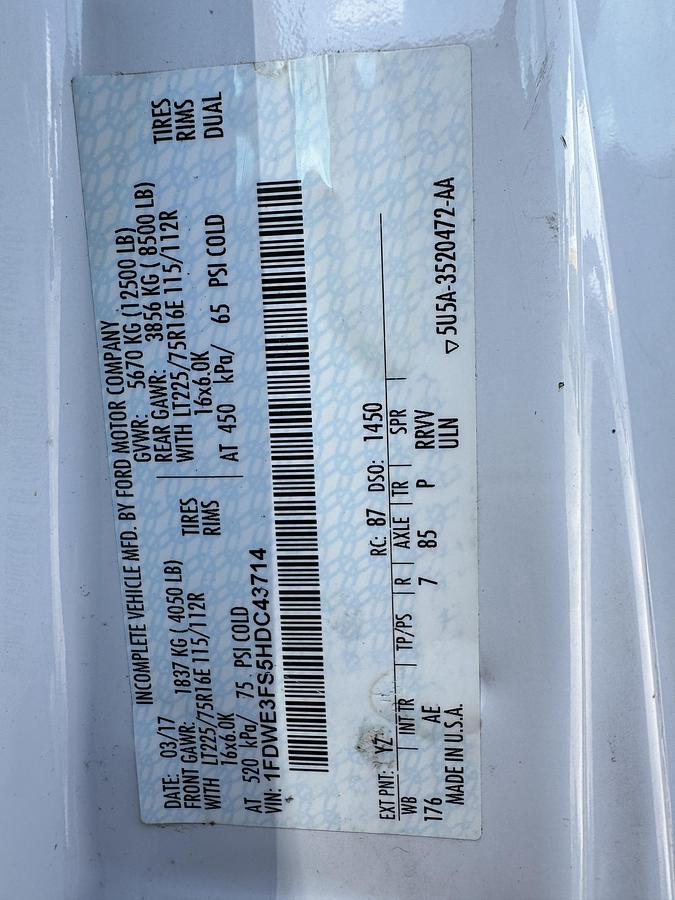 INCOMPLETE VEHICLE MFD. BY FORD MOTOR COMPANY
DATE: 03/17 GVWR: 5670 KG (12500 LB)
FRONT GAWR: 1837 KG ( 4050 LB) REAR GAWR: 3856 KG ( 8500 LB)
WITH LT225/75R16E 115/112R TIRES WITH LT225/75R16E 115/112R TIRES
16x6.0K RIMS 16x6.0K RIMS
AT 520 kPa/ 75 PSI COLD AT 450 kPa/ 65 PSI COLD DUAL
VIN: 1FDWE3FS5HDC43714
EXT PNT: YZ RC: 87 DSO: 1450
WB INT TR TP/PS R AXLE TR SPR
176 AE 7 85 P RRVV
MADE IN U.S.A. ULN
▽5U5A-3520472-AA